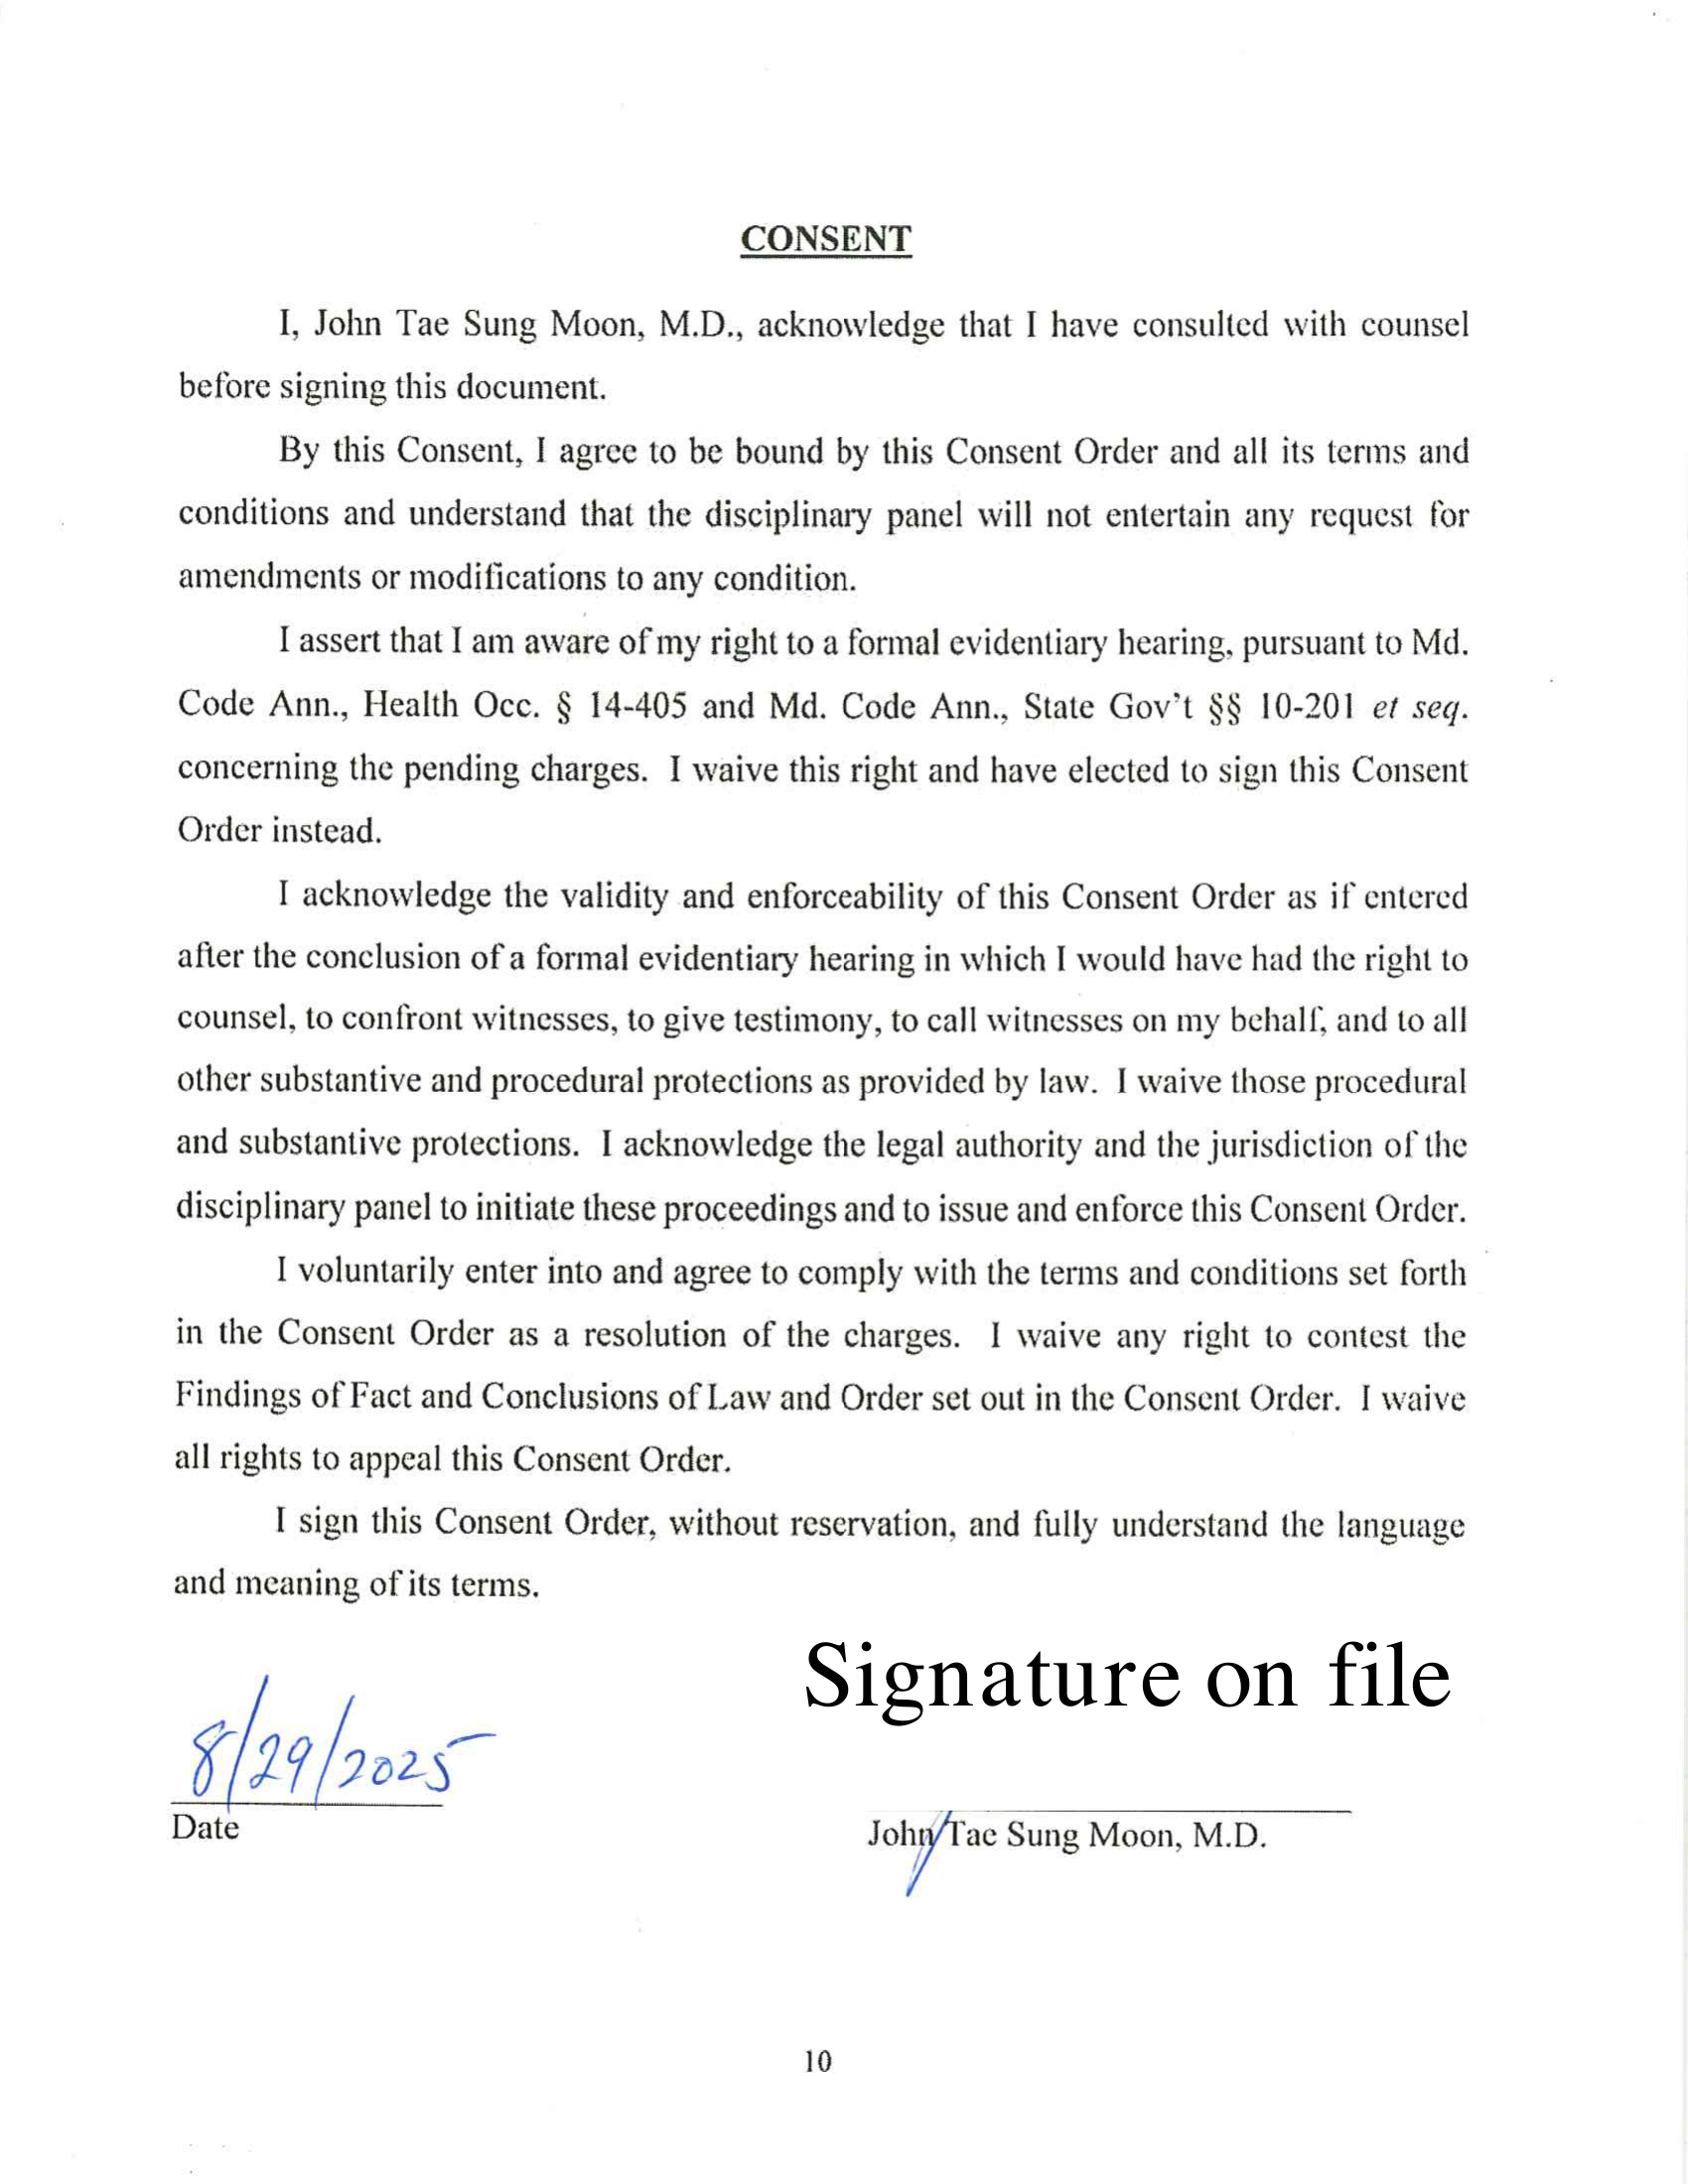 CONSENT
I, John Tae Sung Moon, M.D., acknowledge that I have consulted with counsel
before signing this document.
By this Consent, I agree to be bound by this Consent Order and all its terms and
conditions and understand that the disciplinary panel will not entertain any request for
amendments or modifications to any condition.
I assert that I am aware of my right to a formal evidentiary hearing, pursuant to Md.
Code Ann., Health Occ. § 14-405 and Md. Code Ann., State Gov't §§ 10-201 et seq.
concerning the pending charges. I waive this right and have elected to sign this Consent
Order instead.
I acknowledge the validity and enforceability of this Consent Order as if entered
after the conclusion of a formal evidentiary hearing in which I would have had the right to
counsel, to confront witnesses, to give testimony, to call witnesses on my behalf, and to all
other substantive and procedural protections as provided by law. I waive those procedural
and substantive protections. I acknowledge the legal authority and the jurisdiction of the
disciplinary panel to initiate these proceedings and to issue and enforce this Consent Order.
I voluntarily enter into and agree to comply with the terms and conditions set forth
in the Consent Order as a resolution of the charges. I waive any right to contest the
Findings of Fact and Conclusions of Law and Order set out in the Consent Order. I waive
all rights to appeal this Consent Order.
I sign this Consent Order, without reservation, and fully understand the language
and meaning of its terms.
Signature on file
8/29/2025
Date
John Tae Sung Moon, M.D.
10